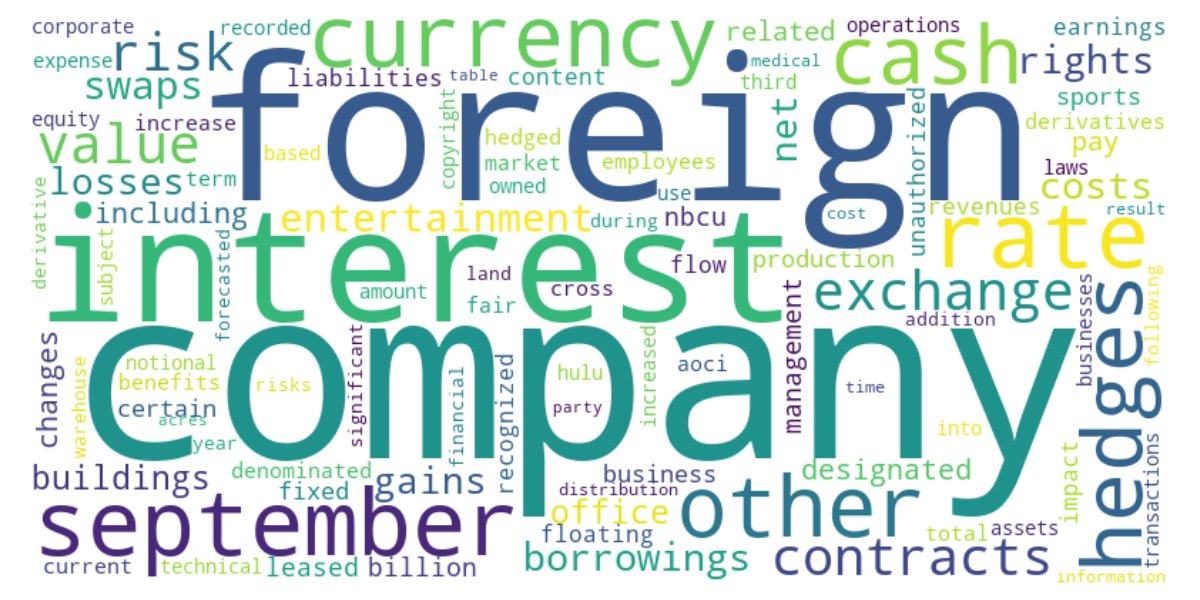 corporate
recorded
currency
related
operations
earnings
expense
risk
liabilities
table
content
medical
cash
rights
swaps
third
sports
equity
increase
foreign
copyright
hedged
net
unauthorized
derivatives
value
based
market
employees
pay
losses
term
owned
use
laws
costs
derivative
including
entertainment
during
nbcu
cost
revenues
result
subject
forecasted
interest
land
flow
production
rate
amount
cross
fair
exchange
addition
businesses
following
changes
warehouse
notional
benefits
certain
acres
year
risks
significant
company
financial
recognized
hulu
party
increased
aoci
management
time
into
hedges
buildings
denominated
fixed
gains
business
distribution
designated
impact
transactions
september
office
floating
other
total
assets
current
technical
leased
billion
borrowings
contracts
information